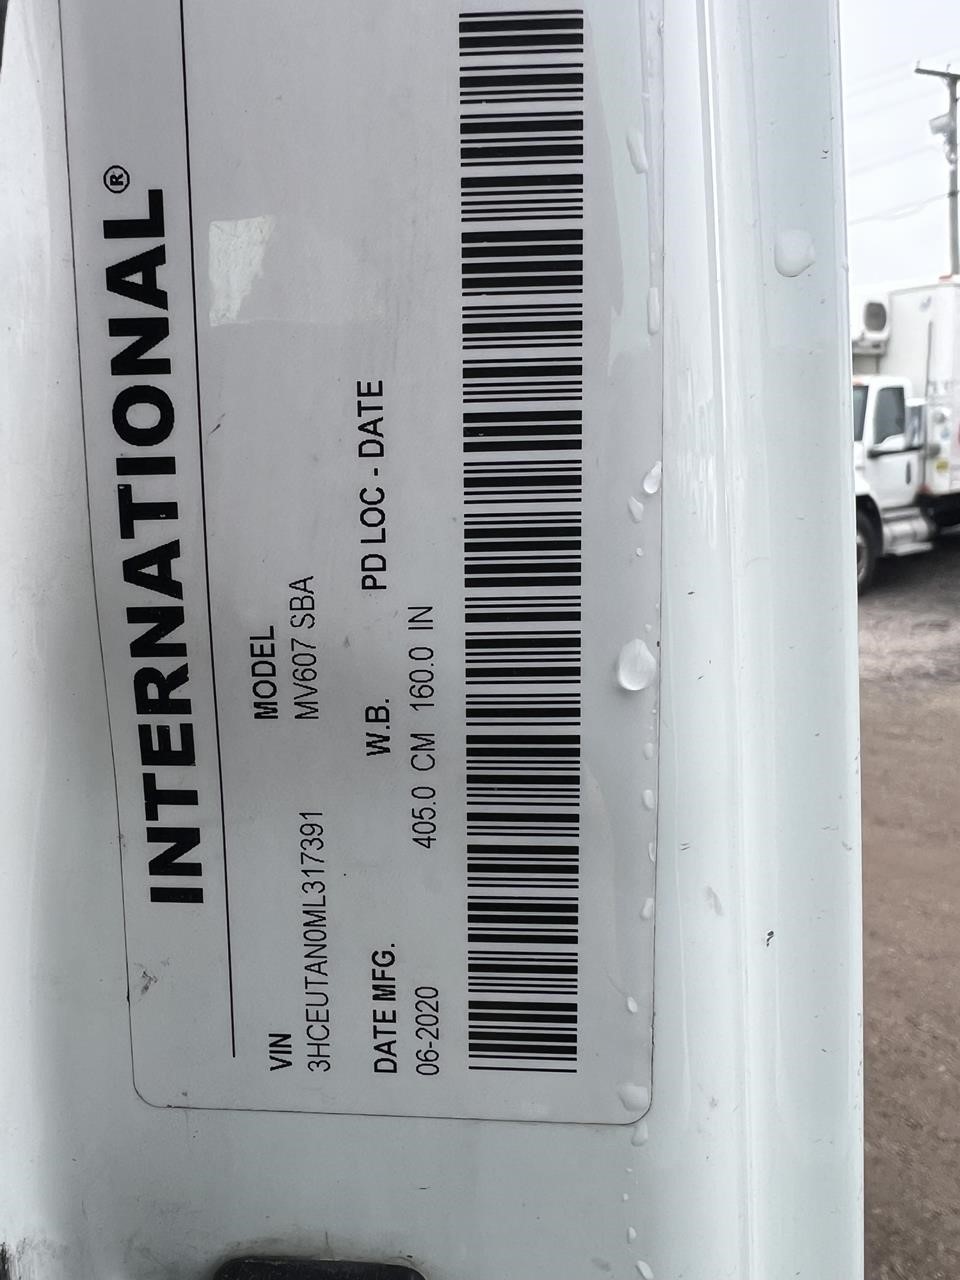 INTERNATIONAL®
VIN MODEL
3HCEUTAN0ML317391 MV607 SBA
DATE MFG. W.B. PD LOC - DATE
06-2020 405.0 CM 160.0 IN